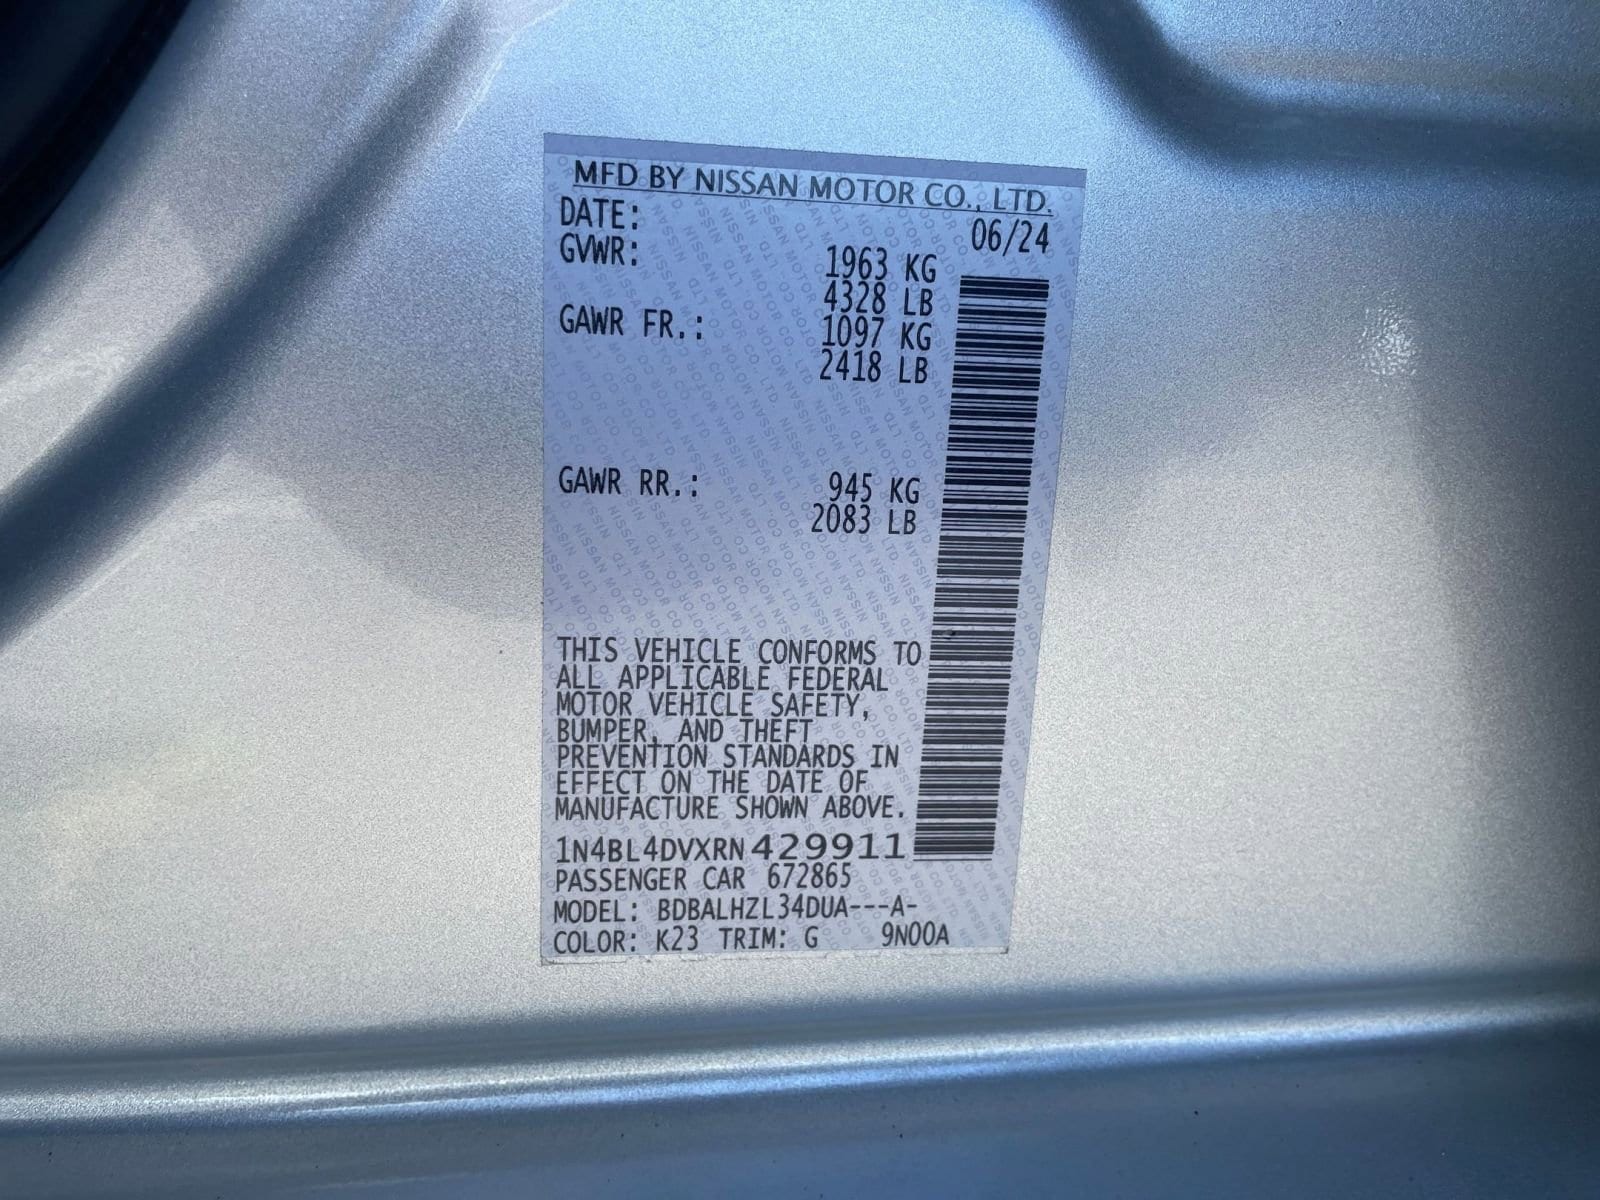 MFD BY NISSAN MOTOR CO., LTD.
DATE: 06/24
GVWR: 1963 KG
4328 LB
GAWR FR.: 1097 KG
2418 LB
GAWR RR.: 945 KG
2083 LB
THIS VEHICLE CONFORMS TO
ALL APPLICABLE FEDERAL
MOTOR VEHICLE SAFETY,
BUMPER, AND THEFT
PREVENTION STANDARDS IN
EFFECT ON THE DATE OF
MANUFACTURE SHOWN ABOVE.
1N4BL4DVXRN429911
PASSENGER CAR 672865
MODEL: BDBALHZL34DUA---A-
COLOR: K23 TRIM: G 9N00A